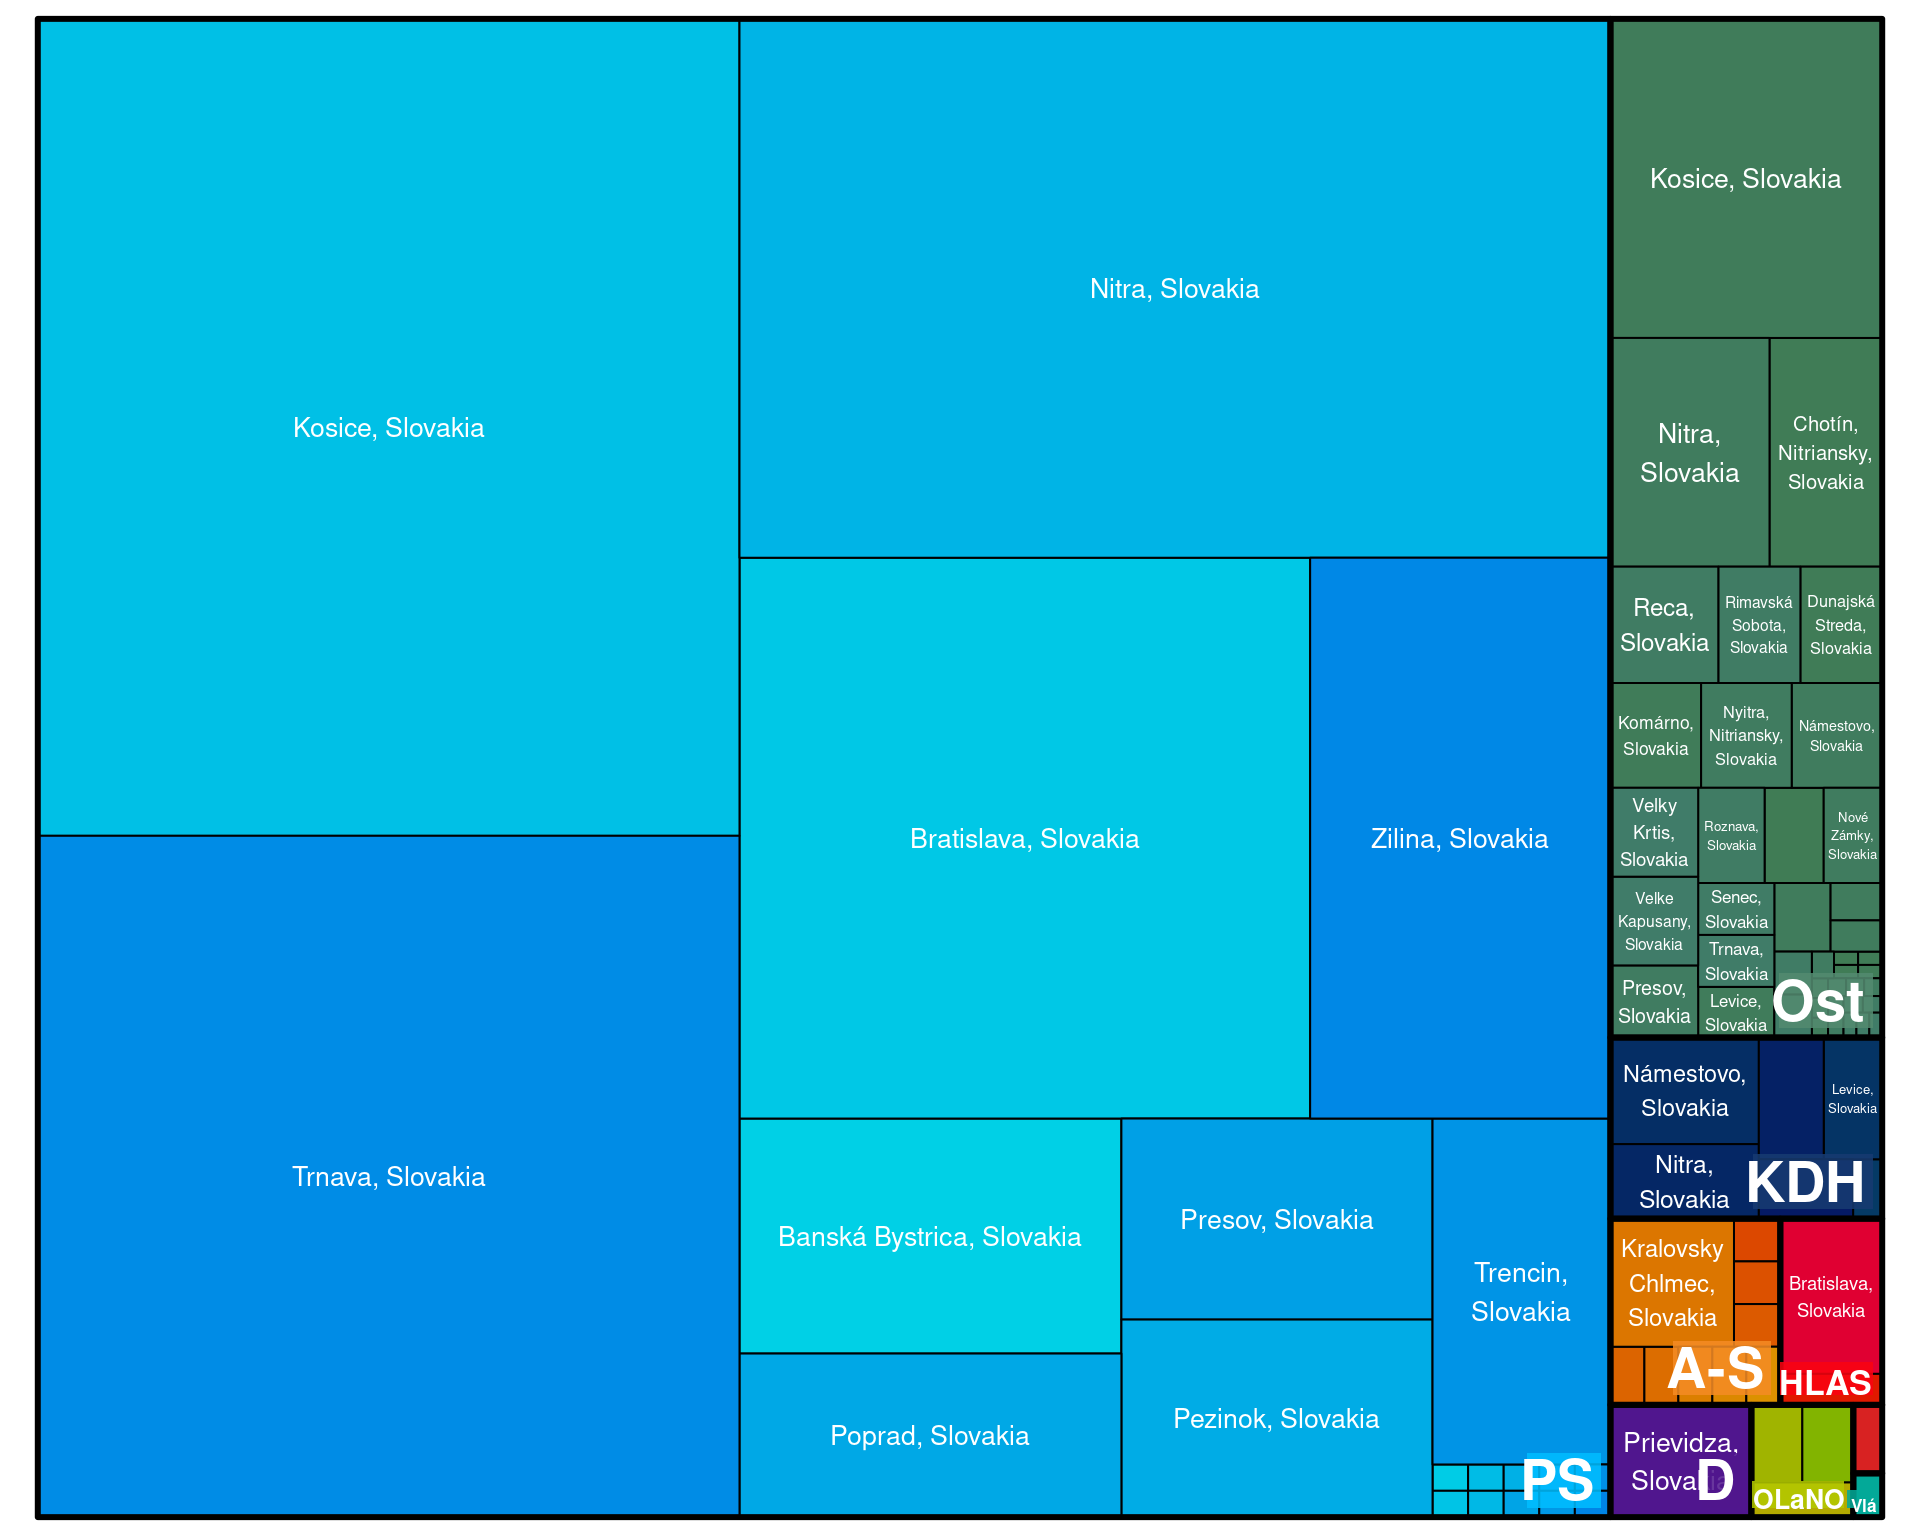 Kosice, Slovakia
Nitra, Slovakia
Bratislava, Slovakia
Zilina, Slovakia
Trnava, Slovakia
Banská Bystrica, Slovakia
Presov, Slovakia
Trencin,
Slovakia
Poprad, Slovakia
Pezinok, Slovakia
PS
Kosice, Slovakia
Nitra,
Slovakia
Chotín,
Nitriansky,
Slovakia
Reca,
Slovakia
Rimavská
Sobota,
Slovakia
Dunajská
Streda,
Slovakia
Komárno,
Slovakia
Nyitra,
Nitriansky,
Slovakia
Námestovo,
Slovakia
Velky
Krtis,
Slovakia
Roznava,
Slovakia
Nové
Zámky,
Slovakia
Velke
Kapusany,
Slovakia
Senec,
Slovakia
Trnava,
Slovakia
Presov,
Slovakia
Levice,
Slovakia
Ost
Námestovo,
Slovakia
Levice,
Slovakia
Nitra,
Slovakia
KDH
Kralovsky
Chlmec,
Slovakia
A-S
Bratislava,
Slovakia
HLAS
Prievidza,
Slovakia
D
OLaNO
Vlá